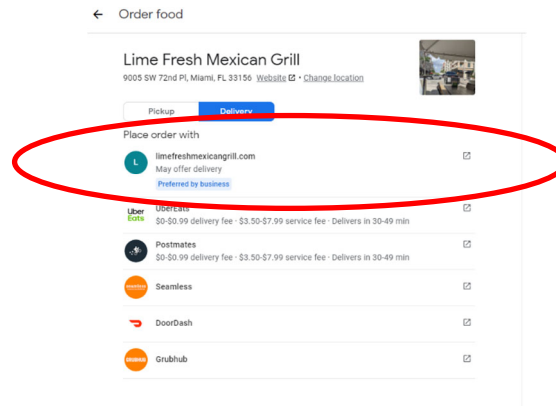 Order food
Lime Fresh Mexican Grill
9005 SW 72nd Pl, Miami, FL 33156 Website · Change location
Pickup Delivery
Place order with
L limefreshmexicangrill.com
May offer delivery
Preferred by business
Uber Eats UberEats
$0-$0.99 delivery fee · $3.50-$7.99 service fee · Delivers in 30-49 min
Postmates
$0-$0.99 delivery fee · $3.50-$7.99 service fee · Delivers in 30-49 min
seamless Seamless
DoorDash
GRUBHUB Grubhub